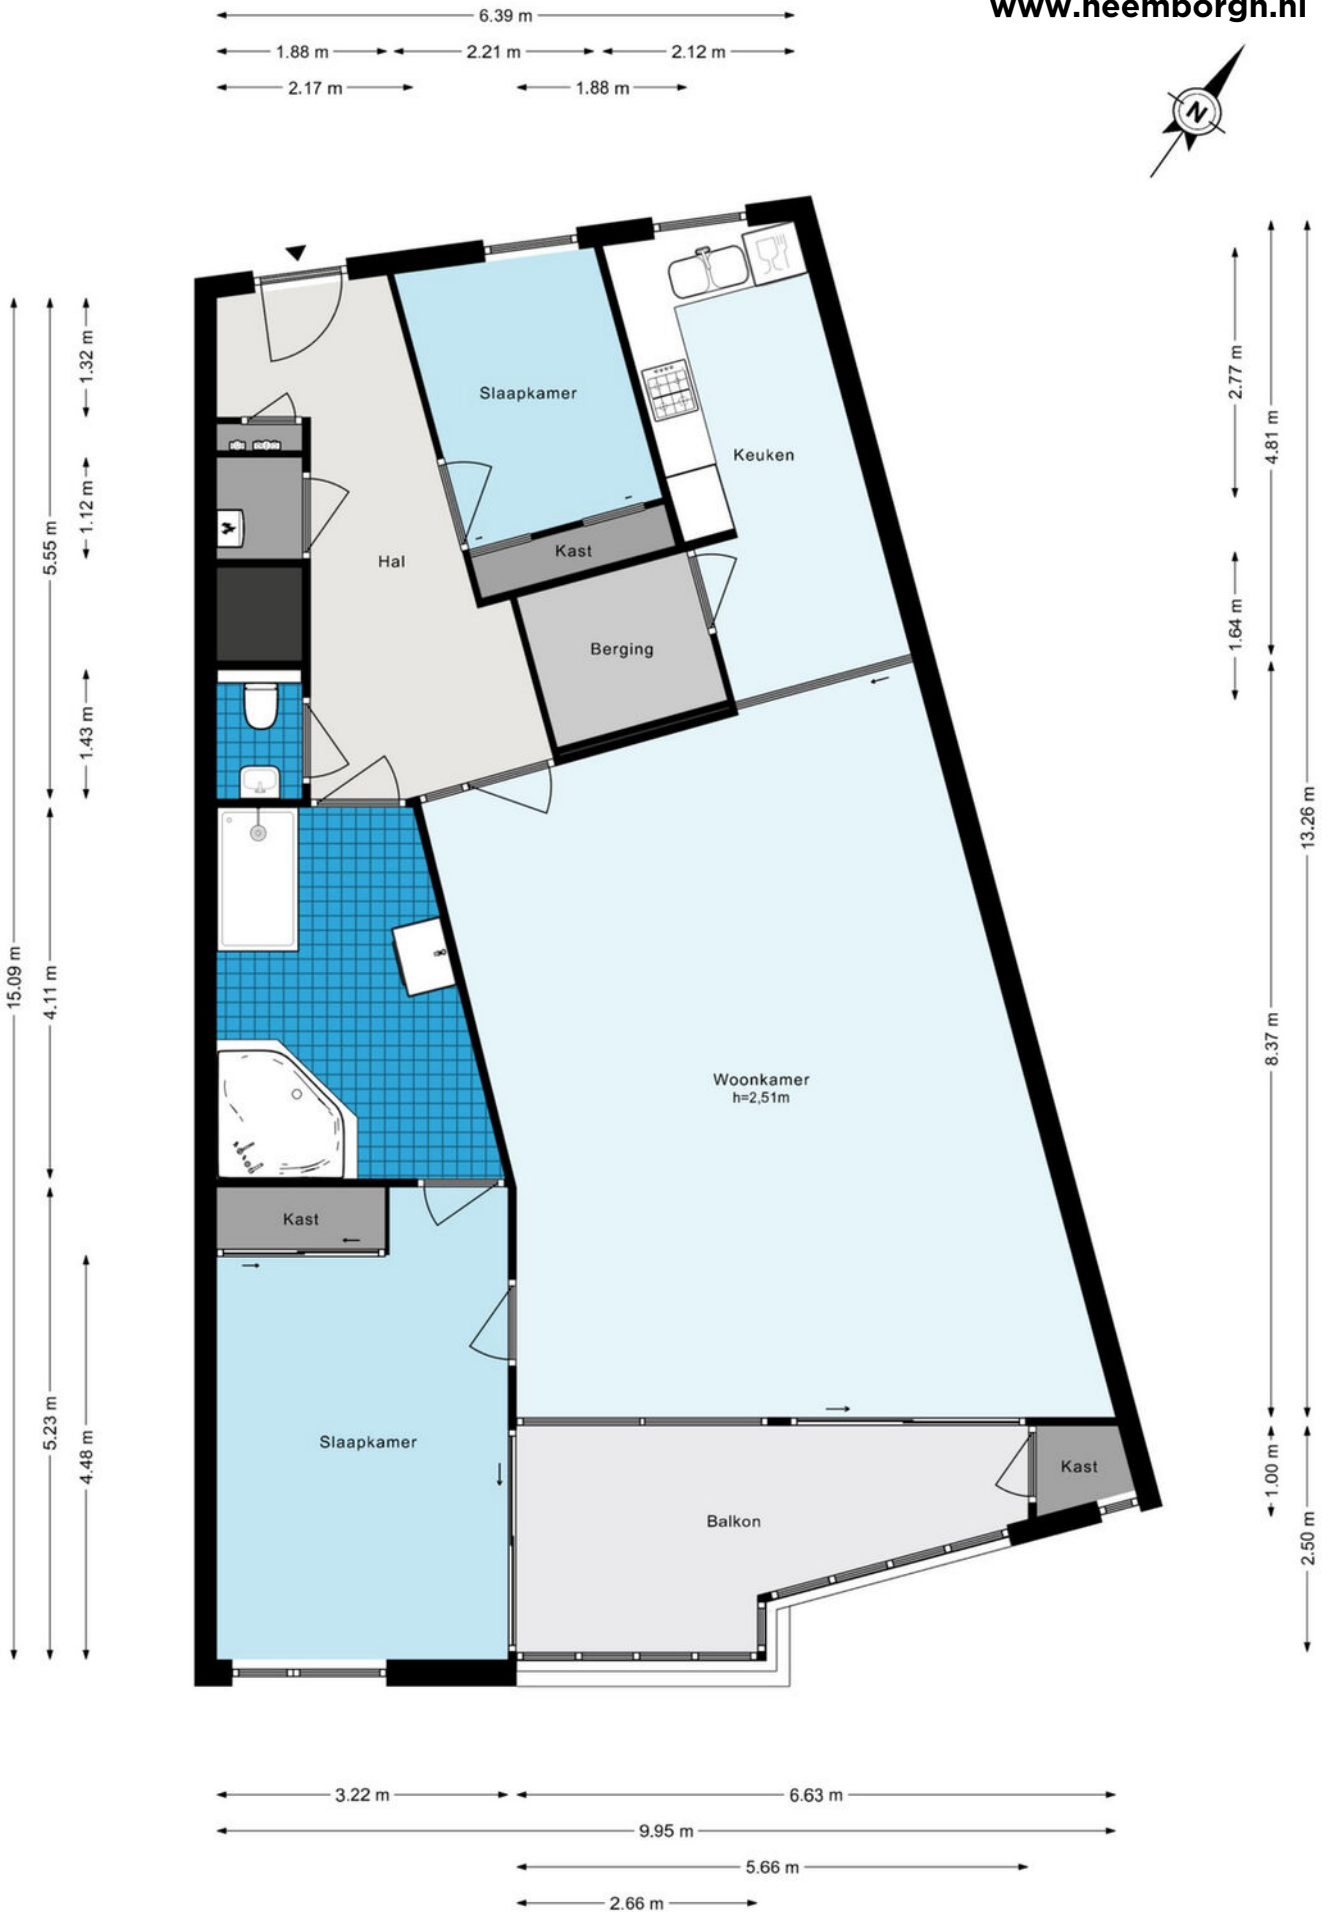 www.heemborgh.nl
6.39 m
1.88 m
2.21 m
2.12 m
2.17 m
1.88 m
N
1.32 m
1.12 m
5.55 m
1.43 m
15.09 m
4.11 m
5.23 m
4.48 m
2.77 m
4.81 m
1.64 m
13.26 m
8.37 m
1.00 m
2.50 m
Slaapkamer
Keuken
Kast
Hal
Berging
Woonkamer
h=2,51m
Kast
Slaapkamer
Kast
Balkon
3.22 m
6.63 m
9.95 m
5.66 m
2.66 m